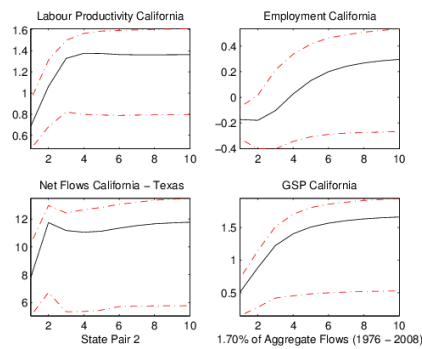 Labour Productivity California
1.6
1.4
1.2
1
0.8
0.6
2 4 6 8 10
Employment California
0.4
0.2
0
−0.2
−0.4
2 4 6 8 10
Net Flows California − Texas
12
10
8
6
2 4 6 8 10
State Pair 2
GSP California
1.5
1
0.5
2 4 6 8 10
1.70% of Aggregate Flows (1976 − 2008)